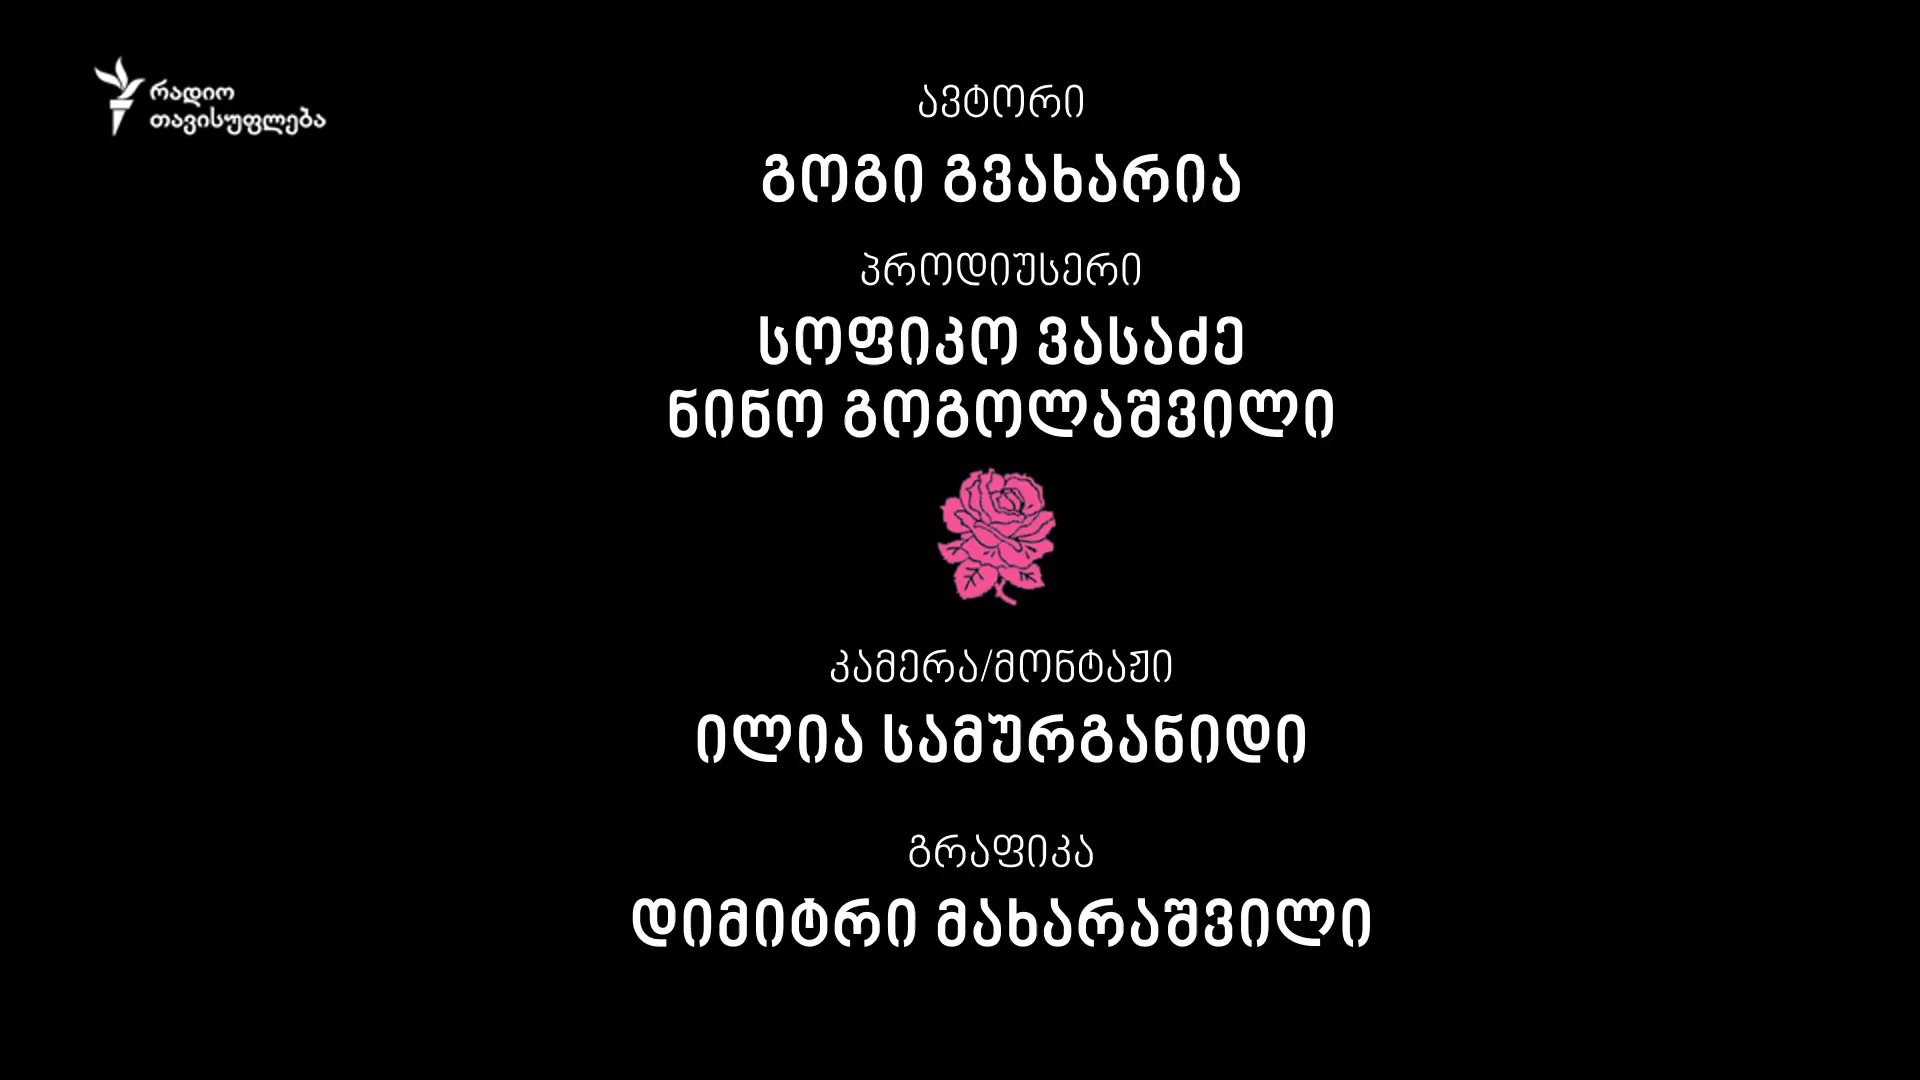 რადიო
თავისუფლება
ავტორი
გოგი გვახარია
პროდიუსერი
სოფიკო ვასაძე
ნინო გოგოლაშვილი
კამერა/მონტაჟი
ილია სამურგანიდი
გრაფიკა
დიმიტრი მახარაშვილი